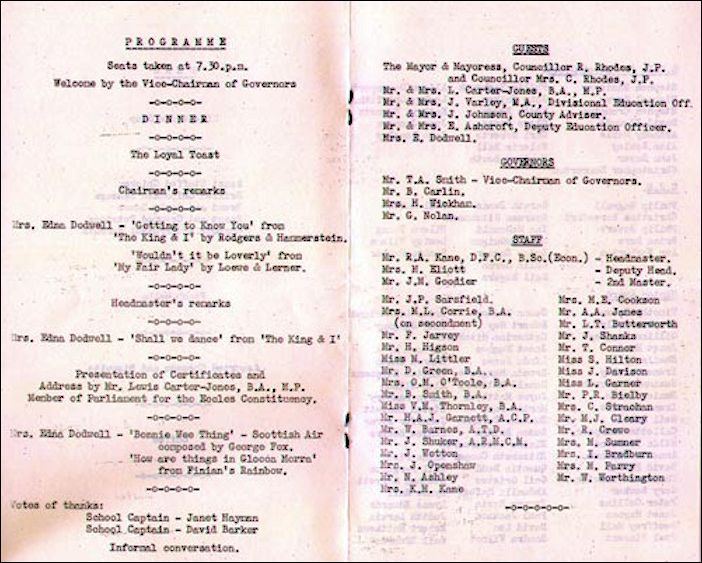 PROGRAMME
Seats taken at 7.30.p.m.
Welcome by the Vice-Chairman of Governors
-o-o-o-o-
DINNER
-o-o-o-o-
The Loyal Toast
-o-o-o-o-
Chairman's remarks
-o-o-o-o-
Mrs. Edna Dodwell - 'Getting to Know You' from
'The King & I' by Rodgers & Hammerstein.
'Wouldn't it be Loverly' from
'My Fair Lady' by Loewe & Lerner.
-o-o-o-o-
Headmaster's remarks
-o-o-o-o-
Mrs. Edna Dodwell - 'Shall we dance' from 'The King & I'
-o-o-o-o-
Presentation of Certificates and
Address by Mr. Lewis Carter-Jones, B.A., M.P.
Member of Parliament for the Eccles Constituency.
-o-o-o-o-
Mrs. Edna Dodwell - 'Bonnie Wee Thing' - Scottish Air
composed by George Fox.
'How are things in Glocca Morra'
from Finian's Rainbow.
-o-o-o-o-
Votes of thanks:
School Captain - Janet Hayman
School Captain - David Barker
Informal conversation.
GUESTS
The Mayor & Mayoress, Councillor R. Rhodes, J.P.
and Councillor Mrs. C. Rhodes, J.P.
Mr. & Mrs. L. Carter-Jones, B.A., M.P.
Mr. & Mrs. J. Varley, M.A., Divisional Education Off
Mr. & Mrs. J. Johnson, County Adviser.
Mr. & Mrs. E. Ashcroft, Deputy Education Officer.
Mrs. E. Dodwell.
GOVERNORS
Mr. T.A. Smith - Vice-Chairman of Governors.
Mr. B. Carlin.
Mrs. H. Wickham.
Mr. G. Nolan.
STAFF
Mr. R.A. Kane, D.F.C., B.Sc.(Econ.) - Headmaster.
Mrs. M. Eliott - Deputy Head.
Mr. J.M. Goodier - 2nd Master.
Mr. J.P. Sarsfield.
Mrs. M.L. Corrie, B.A.
(on secondment)
Mr. F. Jarvey
Mr. H. Higson
Miss M. Littler
Mr. D. Green, B.A.
Mrs. O.M. O'Toole, B.A.
Mr. B. Smith, B.A.
Miss V.M. Thornley, B.A.
Mr. H.A.J. Garnett, A.C.P.
Mr. W. Barnes, A.T.D.
Mr. J. Shuker, A.R.M.C.M.
Mr. J. Wotton
Mrs. J. Openshaw
Mr. N. Ashley
Mrs. K.M. Kane
Mrs. M.E. Cookson
Mr. A.A. James
Mr. L.T. Butterworth
Mr. J. Shanks
Mr. T. Connor
Miss S. Hilton
Miss J. Davison
Miss L. Garner
Mr. P.R. Bielby
Mrs. C. Strachan
Mr. M.J. Cleary
Mr. R. Crewe
Mrs. M. Sumner
Mrs. I. Bradburn
Mrs. M. Parry
Mr. W. Worthington
-o-o-o-o-o-